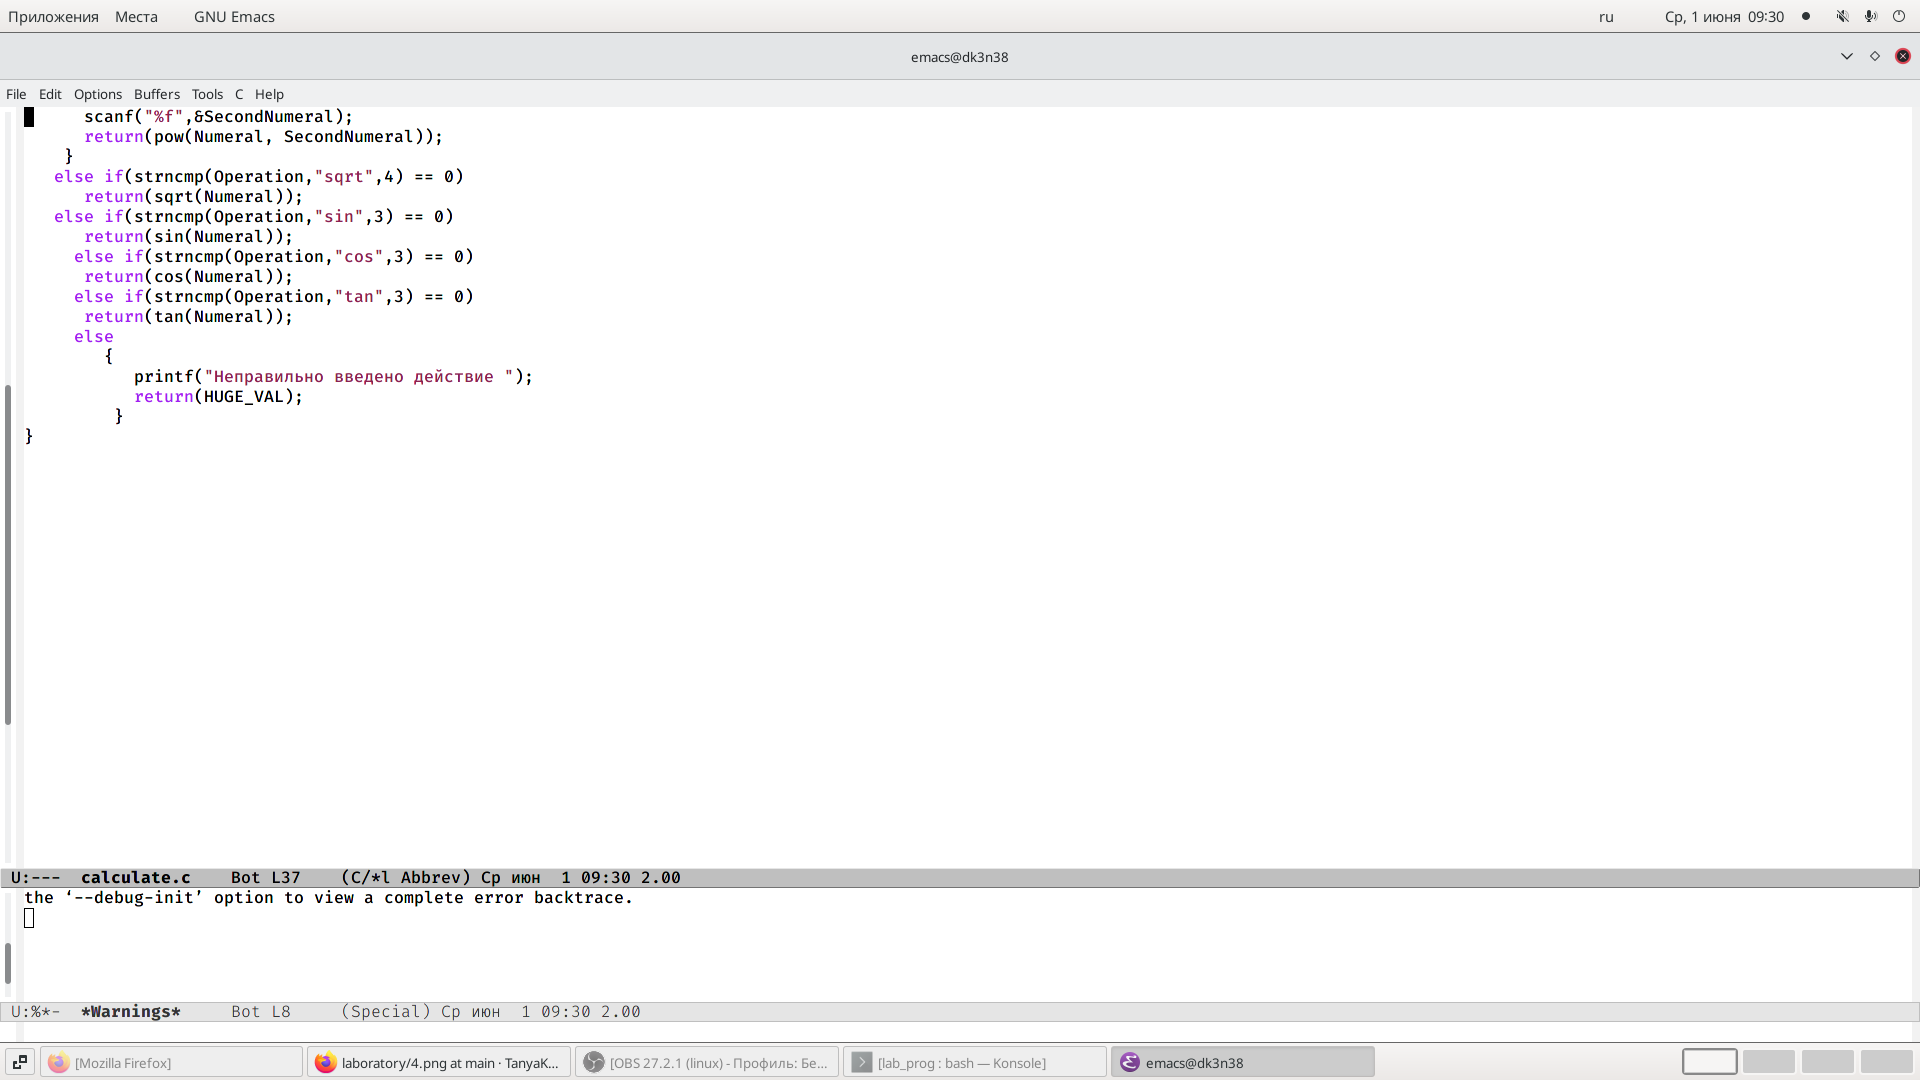 Приложения Места GNU Emacs ru Ср, 1 июня 09:30
emacs@dk3n38
File Edit Options Buffers Tools C Help
scanf("%f",&SecondNumeral);
return(pow(Numeral, SecondNumeral));
}
else if(strncmp(Operation,"sqrt",4) == 0)
return(sqrt(Numeral));
else if(strncmp(Operation,"sin",3) == 0)
return(sin(Numeral));
else if(strncmp(Operation,"cos",3) == 0)
return(cos(Numeral));
else if(strncmp(Operation,"tan",3) == 0)
return(tan(Numeral));
else
{
printf("Неправильно введено действие ");
return(HUGE_VAL);
}
}
U:--- calculate.c Bot L37 (C/*l Abbrev) Ср июн 1 09:30 2.00
the ‘--debug-init’ option to view a complete error backtrace.
U:%*- *Warnings* Bot L8 (Special) Ср июн 1 09:30 2.00
[Mozilla Firefox] laboratory/4.png at main · TanyaK... [OBS 27.2.1 (linux) - Профиль: Бе... [lab_prog : bash — Konsole] emacs@dk3n38